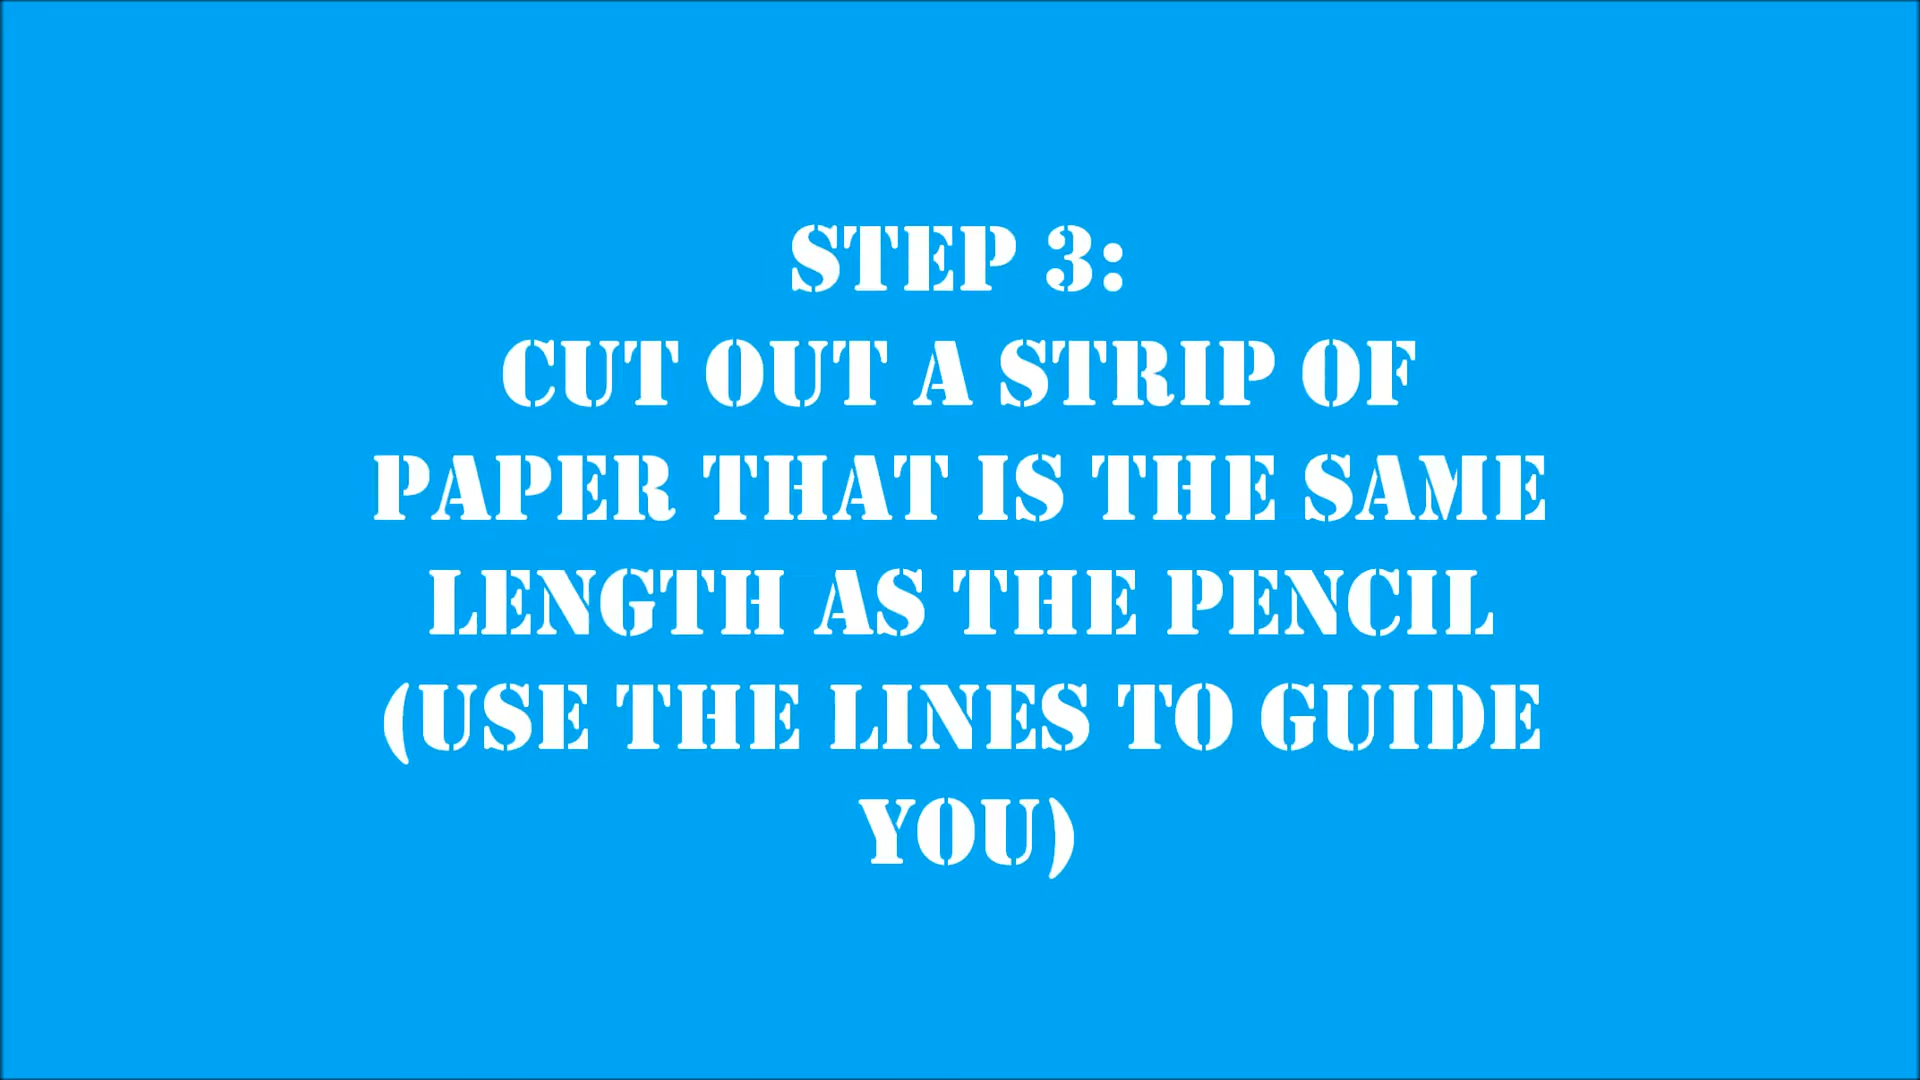 STEP 3:
CUT OUT A STRIP OF
PAPER THAT IS THE SAME
LENGTH AS THE PENCIL
(USE THE LINES TO GUIDE
YOU)